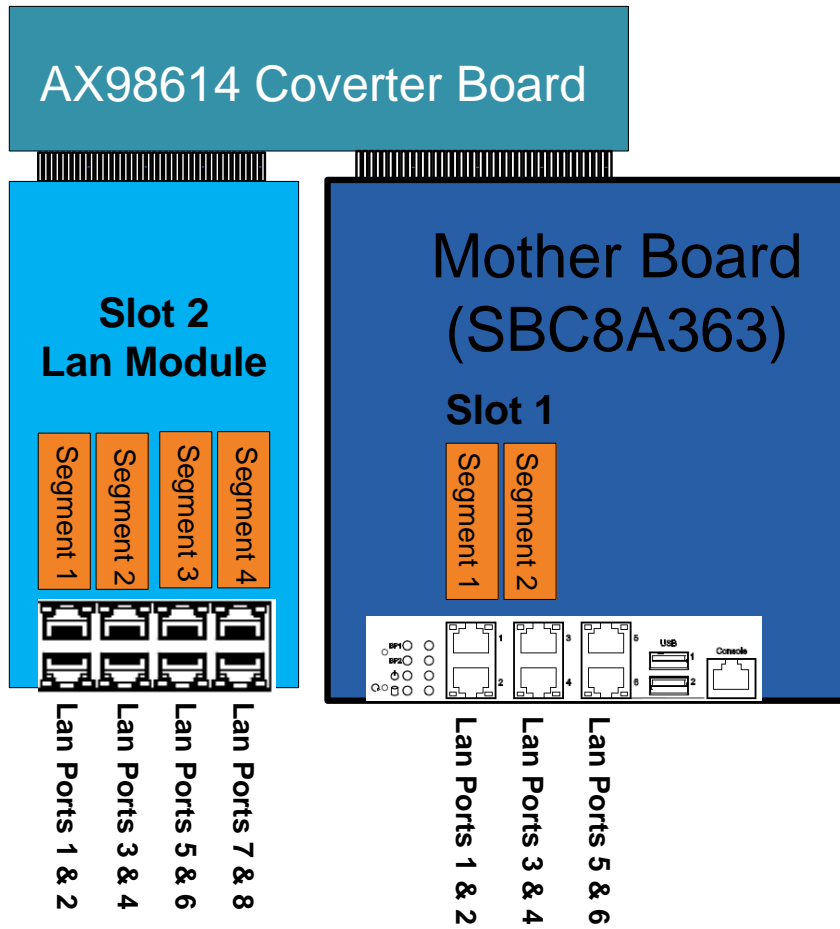 AX98614 Coverter Board
Slot 2
Lan Module
Segment 1
Segment 2
Segment 3
Segment 4
Lan Ports 1 & 2
Lan Ports 3 & 4
Lan Ports 5 & 6
Lan Ports 7 & 8
Mother Board
(SBC8A363)
Slot 1
Segment 1
Segment 2
BP1
BP2
1
2
3
4
5
6
USB
1
2
Console
Lan Ports 1 & 2
Lan Ports 3 & 4
Lan Ports 5 & 6